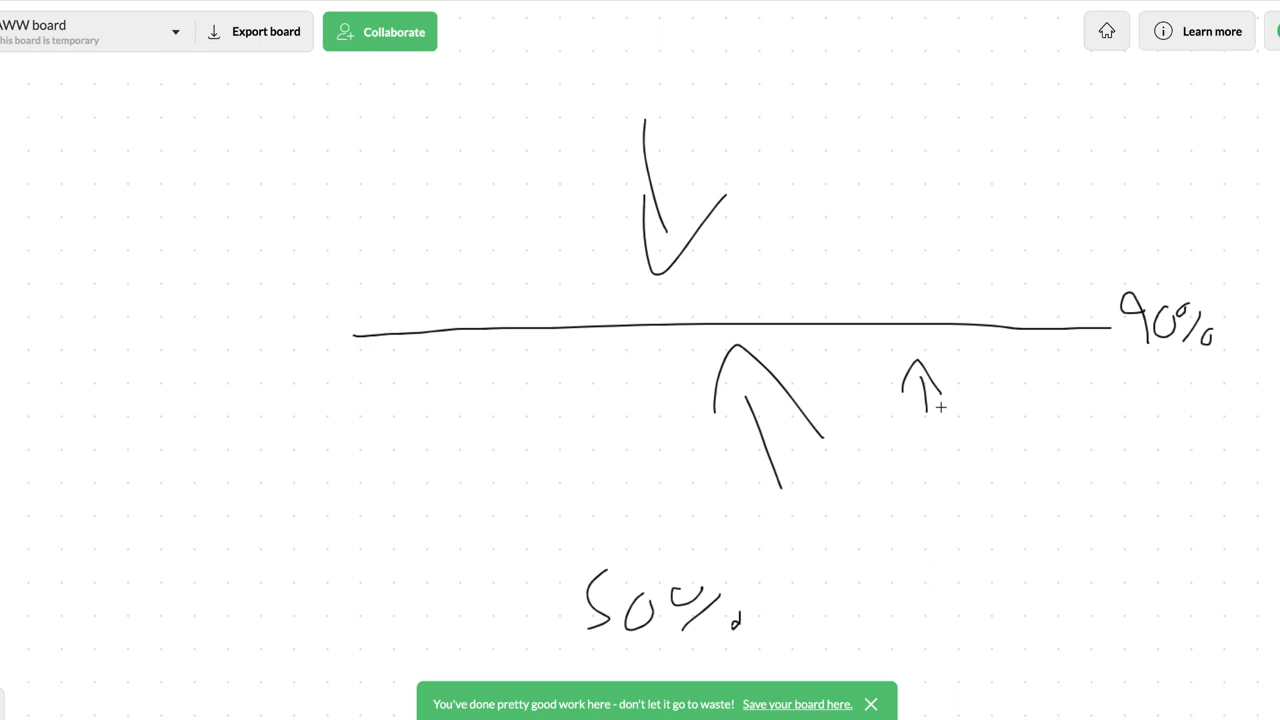 AWW board
his board is temporary
Export board
Collaborate
Learn more
90%
50%
You've done pretty good work here - don't let it go to waste! Save your board here.